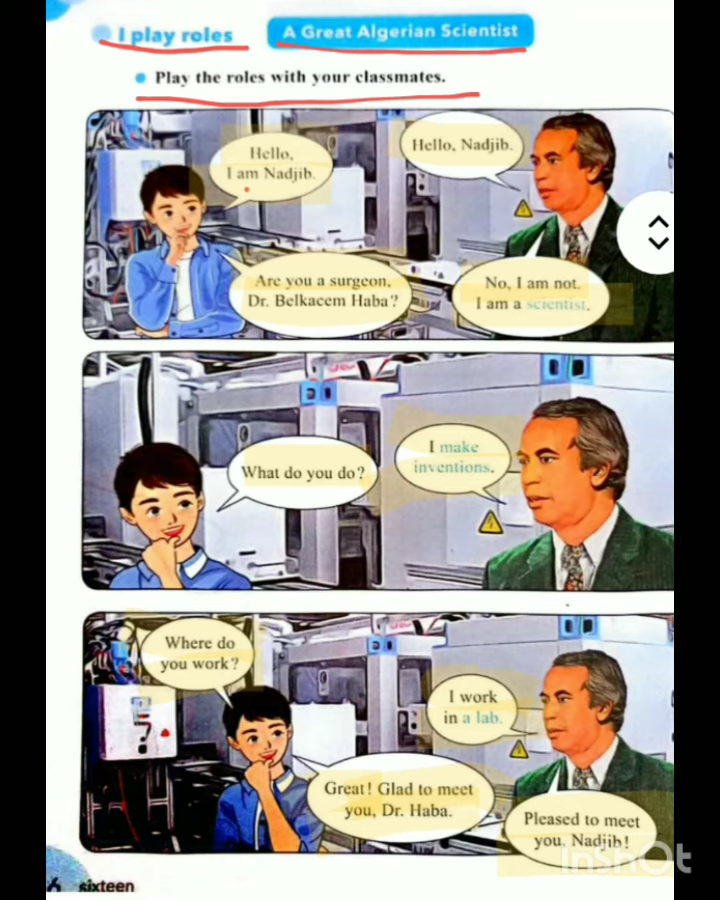 I play roles
A Great Algerian Scientist
Play the roles with your classmates.
Hello,
I am Nadjib.
Hello, Nadjib.
Are you a surgeon,
Dr. Belkacem Haba?
No, I am not.
I am a scientist.
What do you do?
I make
inventions.
Where do
you work?
I work
in a lab.
Great! Glad to meet
you, Dr. Haba.
Pleased to meet
you, Nadjib!
InShOt
6 sixteen